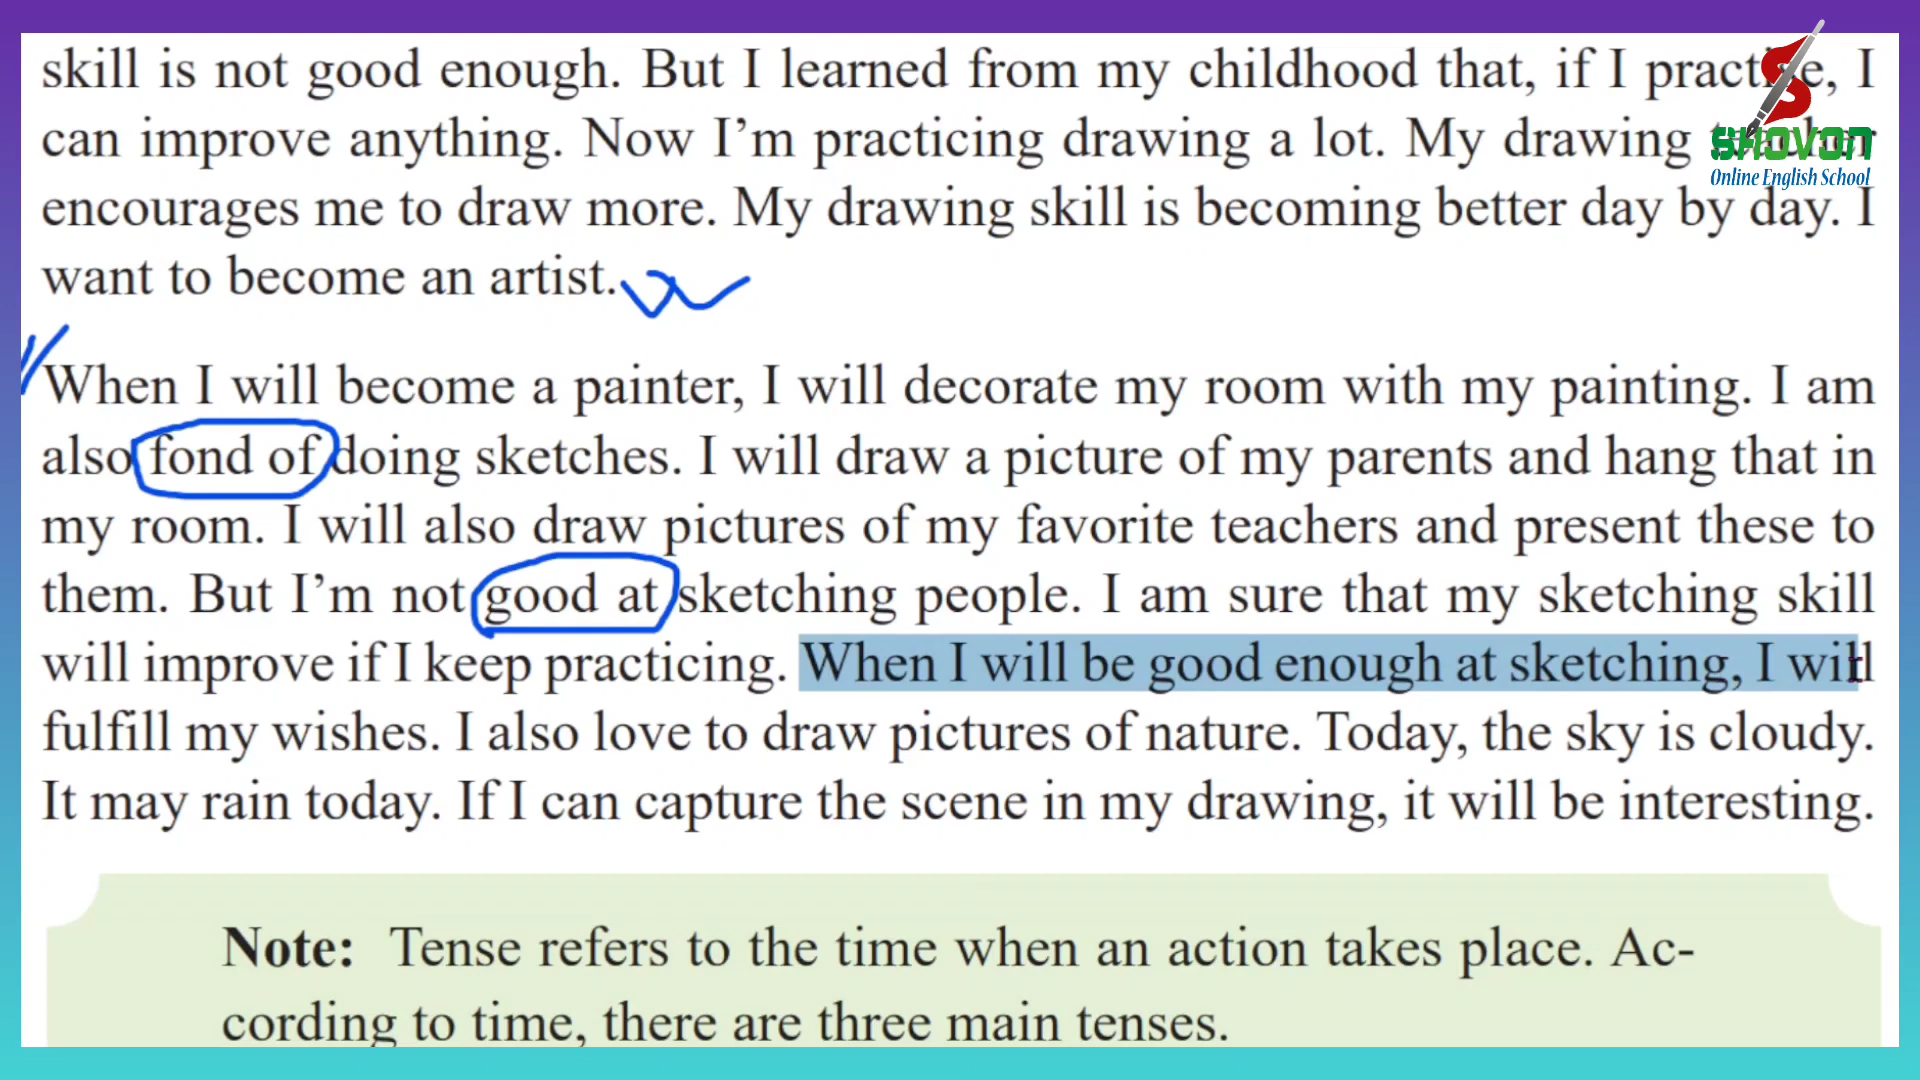 skill is not good enough. But I learned from my childhood that, if I practise, I
can improve anything. Now I'm practicing drawing a lot. My drawing teacher
SHOVON
Online English School
encourages me to draw more. My drawing skill is becoming better day by day. I
want to become an artist.
When I will become a painter, I will decorate my room with my painting. I am
also fond of doing sketches. I will draw a picture of my parents and hang that in
my room. I will also draw pictures of my favorite teachers and present these to
them. But I'm not good at sketching people. I am sure that my sketching skill
will improve if I keep practicing. When I will be good enough at sketching, I will
fulfill my wishes. I also love to draw pictures of nature. Today, the sky is cloudy.
It may rain today. If I can capture the scene in my drawing, it will be interesting.
Note: Tense refers to the time when an action takes place. Ac-
cording to time, there are three main tenses.